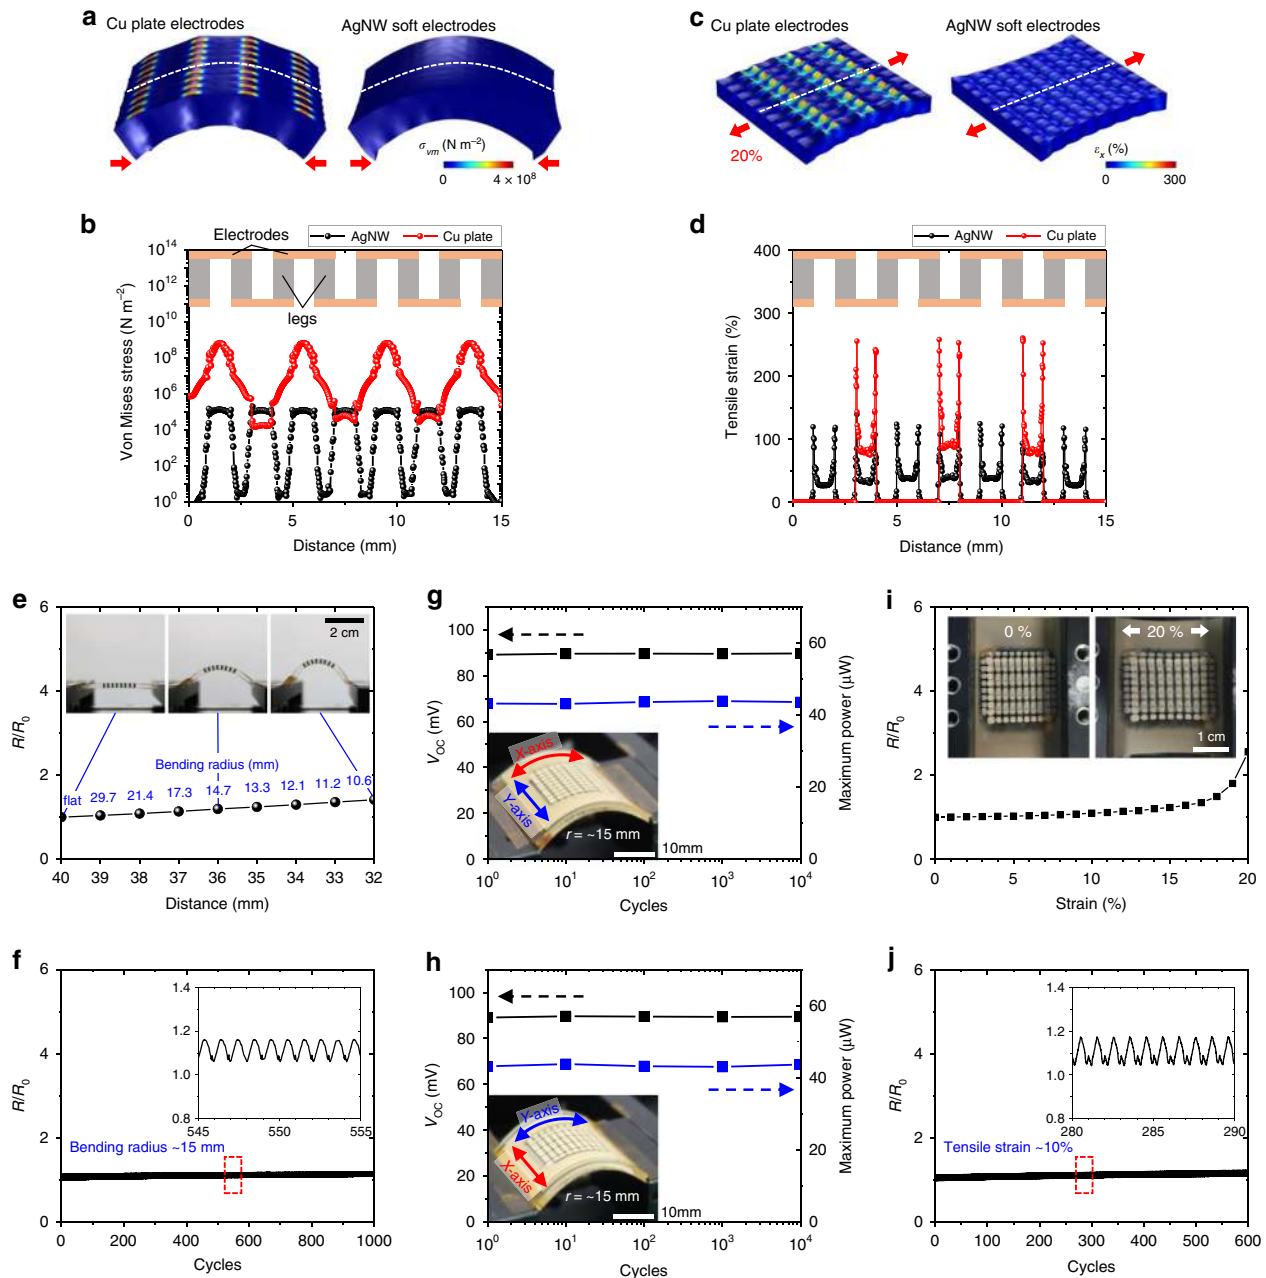 a
Cu plate electrodes
AgNW soft electrodes
σvm (N m−2)
0
4 × 10^8
c
Cu plate electrodes
AgNW soft electrodes
20%
εx (%)
0
300
b
Electrodes
AgNW
Cu plate
legs
Von Mises stress (N m−2)
10^14
10^12
10^10
10^8
10^6
10^4
10^2
10^0
0 5 10 15
Distance (mm)
d
AgNW
Cu plate
Tensile strain (%)
400
300
200
100
0
0 5 10 15
Distance (mm)
e
2 cm
Bending radius (mm)
flat 29.7 21.4 17.3 14.7 13.3 12.1 11.2 10.6
R/R0
6
4
2
0
40 39 38 37 36 35 34 33 32
Distance (mm)
g
VOC (mV)
100
80
60
40
20
0
Maximum power (μW)
60
40
20
0
X-axis
Y-axis
r = ~15 mm
10mm
10^0 10^1 10^2 10^3 10^4
Cycles
i
0 %
20 %
1 cm
R/R0
6
4
2
0
0 5 10 15 20
Strain (%)
f
R/R0
6
4
2
0
1.4
1.2
1.0
0.8
545 550 555
Bending radius ~15 mm
0 200 400 600 800 1000
Cycles
h
VOC (mV)
100
80
60
40
20
0
Maximum power (μW)
60
40
20
0
Y-axis
X-axis
r = ~15 mm
10mm
10^0 10^1 10^2 10^3 10^4
Cycles
j
R/R0
6
4
2
0
1.4
1.2
1.0
0.8
280 285 290
Tensile strain ~10%
0 100 200 300 400 500 600
Cycles